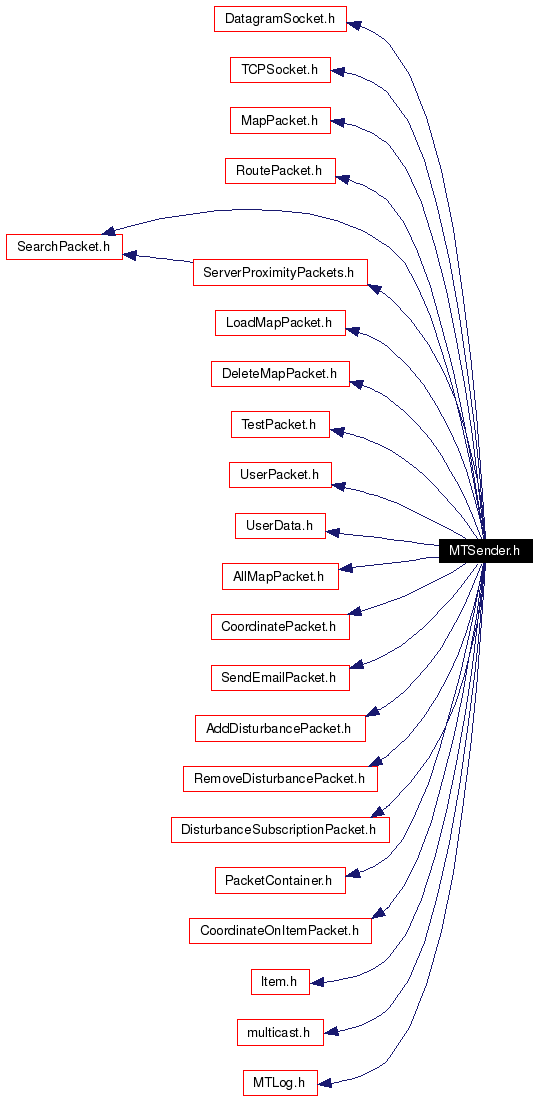 DatagramSocket.h
TCPSocket.h
MapPacket.h
RoutePacket.h
SearchPacket.h
ServerProximityPackets.h
LoadMapPacket.h
DeleteMapPacket.h
TestPacket.h
UserPacket.h
UserData.h
MTSender.h
AllMapPacket.h
CoordinatePacket.h
SendEmailPacket.h
AddDisturbancePacket.h
RemoveDisturbancePacket.h
DisturbanceSubscriptionPacket.h
PacketContainer.h
CoordinateOnItemPacket.h
Item.h
multicast.h
MTLog.h